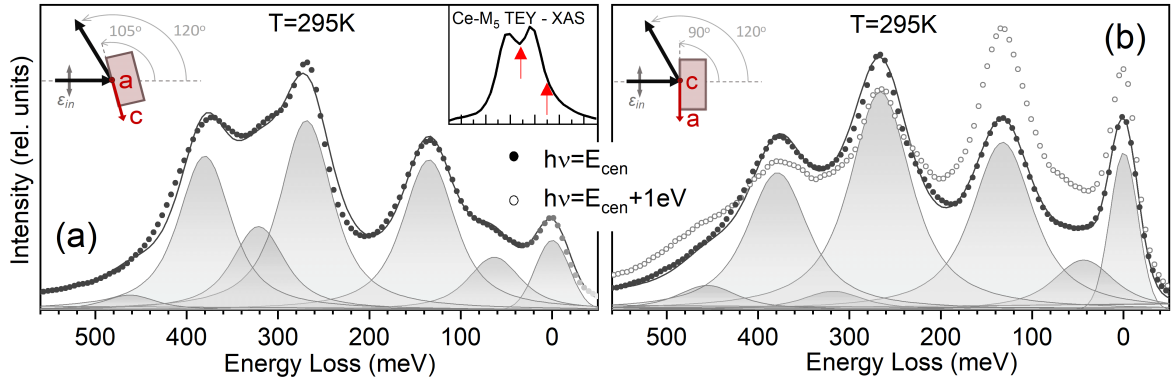 T=295K
105° 120°
a
c
ε_in
Ce-M₅ TEY - XAS
(a)
hν=E_cen
hν=E_cen+1eV
Intensity (rel. units)
500 400 300 200 100 0
Energy Loss (meV)
T=295K
(b)
90° 120°
c
a
ε_in
500 400 300 200 100 0
Energy Loss (meV)